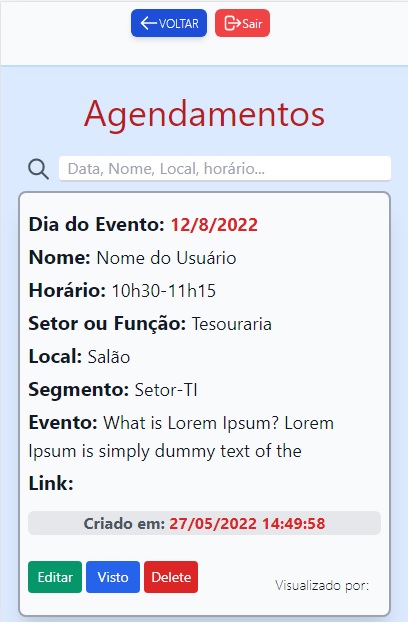 VOLTAR Sair
Agendamentos
Data, Nome, Local, horário...
Dia do Evento: 12/8/2022
Nome: Nome do Usuário
Horário: 10h30-11h15
Setor ou Função: Tesouraria
Local: Salão
Segmento: Setor-TI
Evento: What is Lorem Ipsum? Lorem
Ipsum is simply dummy text of the
Link:
Criado em: 27/05/2022 14:49:58
Editar Visto Delete Visualizado por: